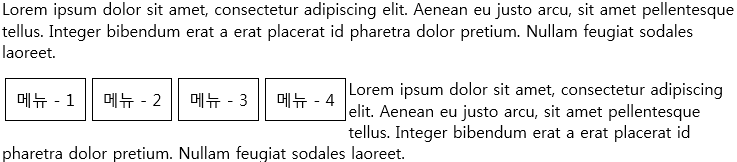 Lorem ipsum dolor sit amet, consectetur adipiscing elit. Aenean eu justo arcu, sit amet pellentesque
tellus. Integer bibendum erat a erat placerat id pharetra dolor pretium. Nullam feugiat sodales
laoreet.
메뉴 - 1 메뉴 - 2 메뉴 - 3 메뉴 - 4
Lorem ipsum dolor sit amet, consectetur adipiscing
elit. Aenean eu justo arcu, sit amet pellentesque
tellus. Integer bibendum erat a erat placerat id
pharetra dolor pretium. Nullam feugiat sodales laoreet.